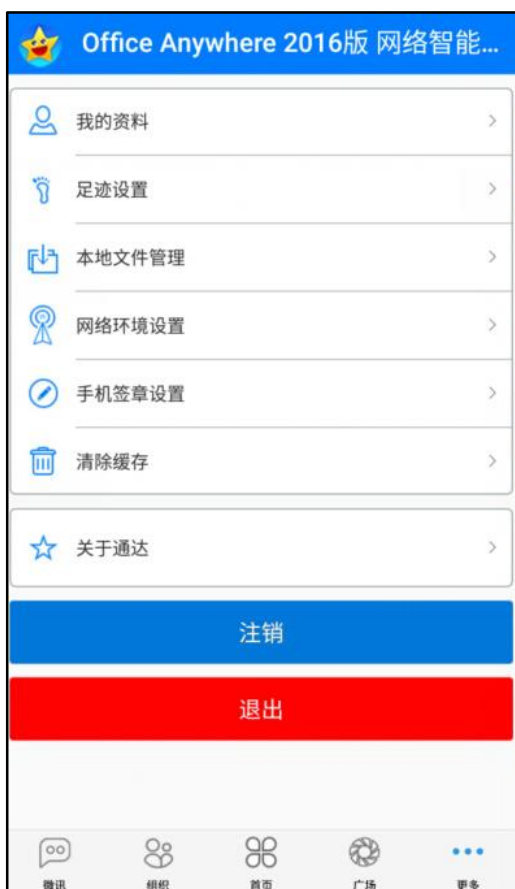 Office Anywhere 2016版 网络智能...
我的资料
足迹设置
本地文件管理
网络环境设置
手机签章设置
清除缓存
关于通达
注销
退出
微讯
组织
首页
广场
更多